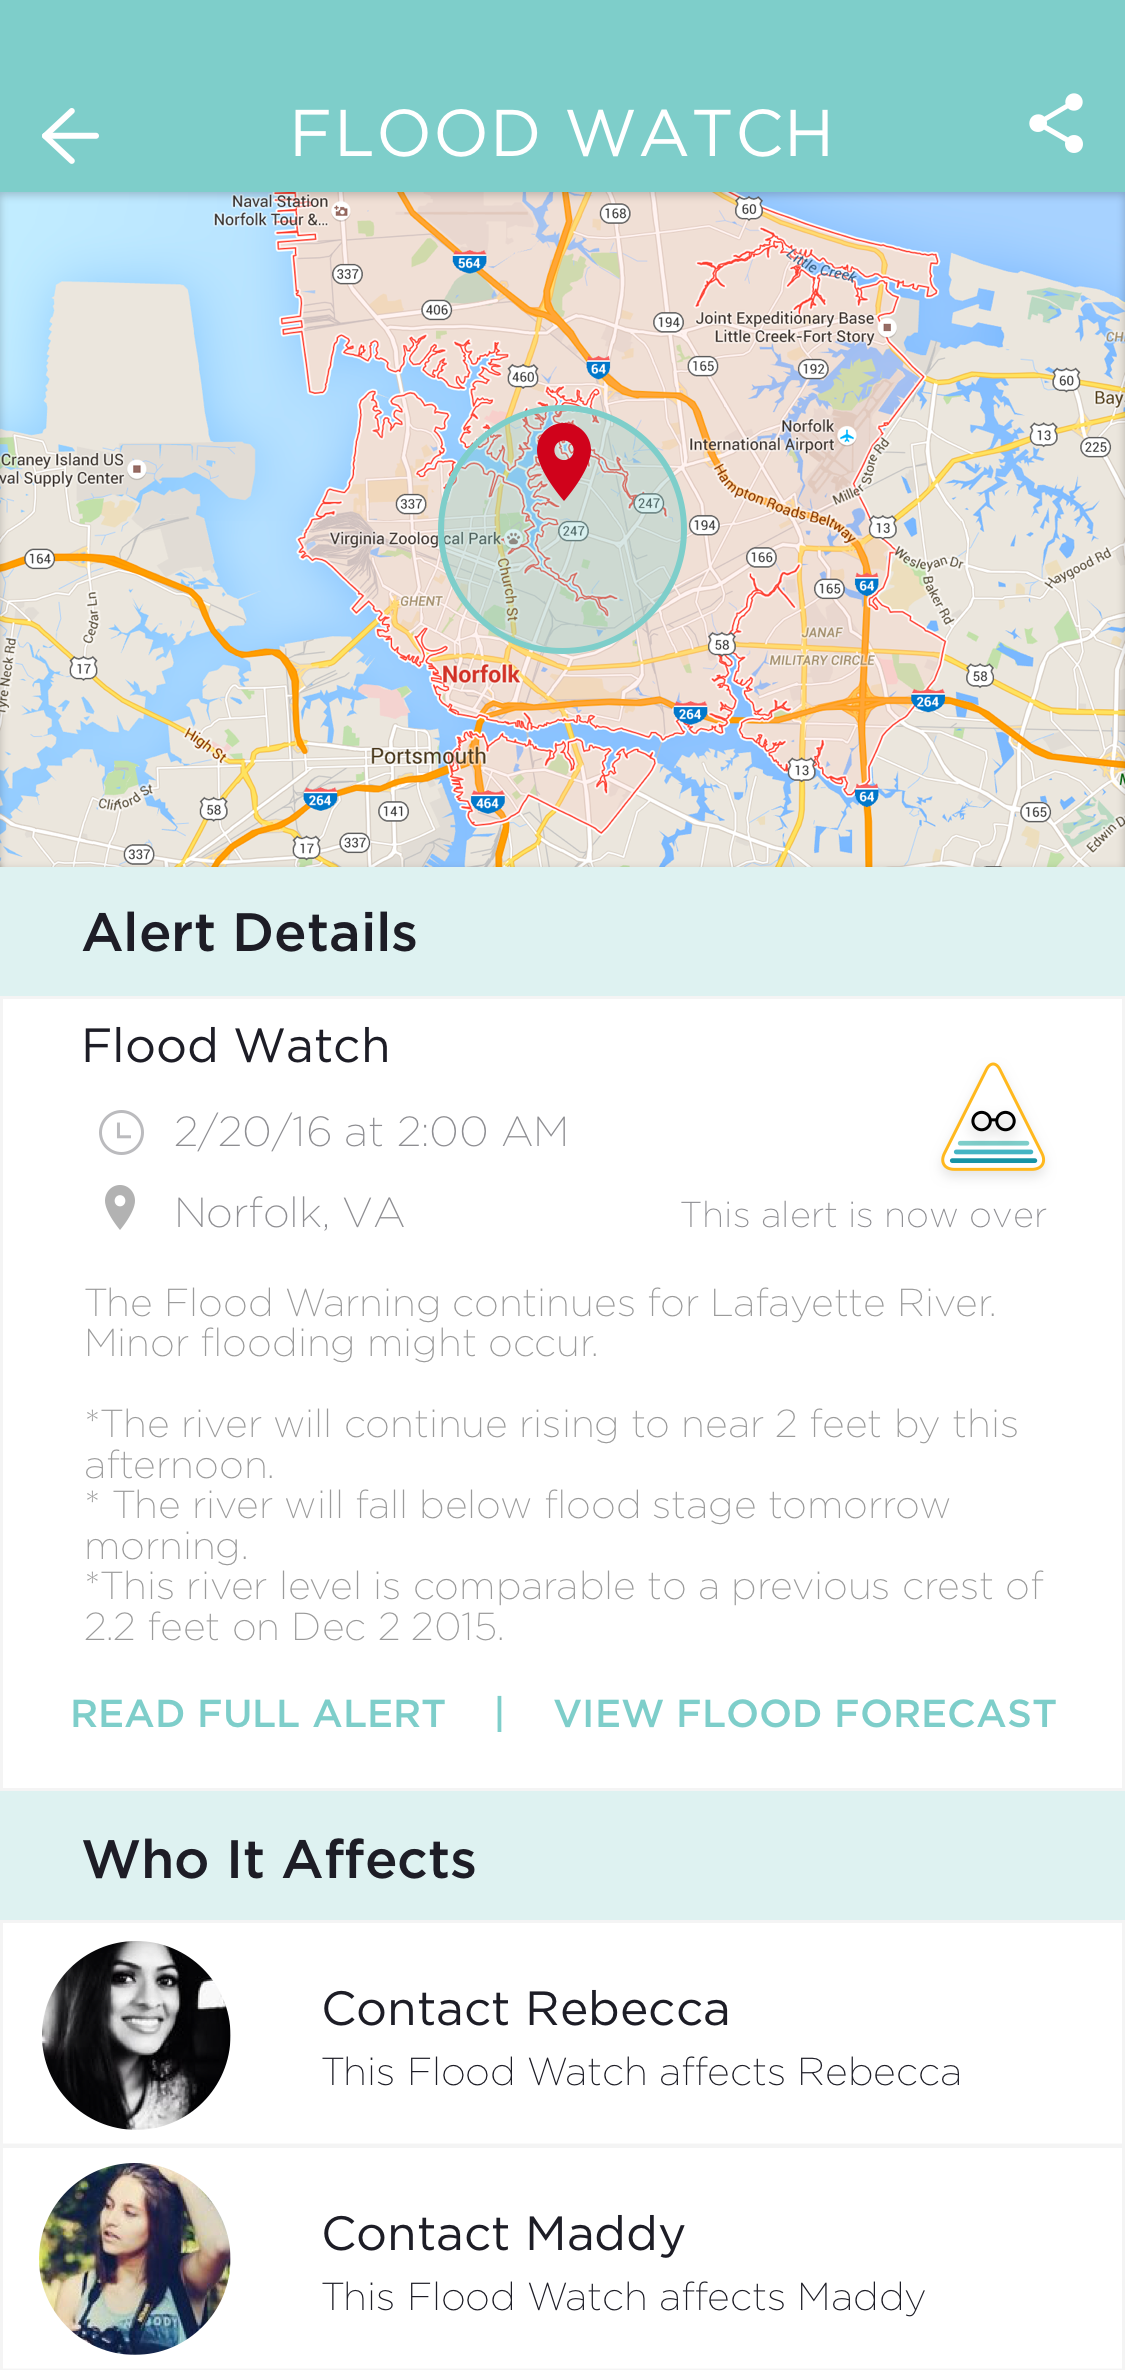 FLOOD WATCH
Naval Station
Norfolk Tour &...
168
60
564
337
Little Creek
406
194
Joint Expeditionary Base
Little Creek-Fort Story
CH
64
165
192
460
60
Bay
Norfolk
International Airport
13
225
Craney Island US
val Supply Center
Miller Store Rd
Hampton Roads Beltway
337
247
194
13
Virginia Zoological Park
247
164
166
Wesleyan Dr
Haygood Rd
Church St
64
165
Baker Rd
Cedar Ln
GHENT
JANAF
58
MILITARY CIRCLE
17
Norfolk
58
Tyre Neck Rd
264
264
High St
Portsmouth
13
Clifford St
264
464
64
58
141
165
337
17
337
Edwin D
Alert Details
Flood Watch
2/20/16 at 2:00 AM
Norfolk, VA
This alert is now over
The Flood Warning continues for Lafayette River.
Minor flooding might occur.
*The river will continue rising to near 2 feet by this
afternoon.
* The river will fall below flood stage tomorrow
morning.
*This river level is comparable to a previous crest of
2.2 feet on Dec 2 2015.
READ FULL ALERT | VIEW FLOOD FORECAST
Who It Affects
Contact Rebecca
This Flood Watch affects Rebecca
Contact Maddy
This Flood Watch affects Maddy